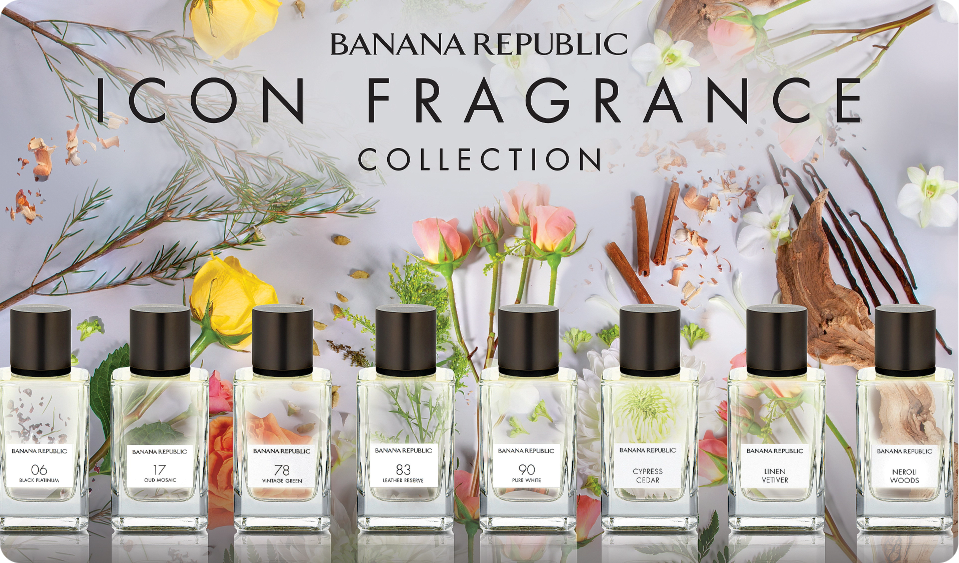 BANANA REPUBLIC
ICON FRAGRANCE
COLLECTION
BANANA REPUBLIC
06
BLACK PLATINUM
BANANA REPUBLIC
17
OUD MOSAIC
BANANA REPUBLIC
78
VINTAGE GREEN
BANANA REPUBLIC
83
LEATHER RESERVE
BANANA REPUBLIC
90
PURE WHITE
BANANA REPUBLIC
CYPRESS
CEDAR
BANANA REPUBLIC
LINEN
VETIVER
BANANA REPUBLIC
NEROLI
WOODS